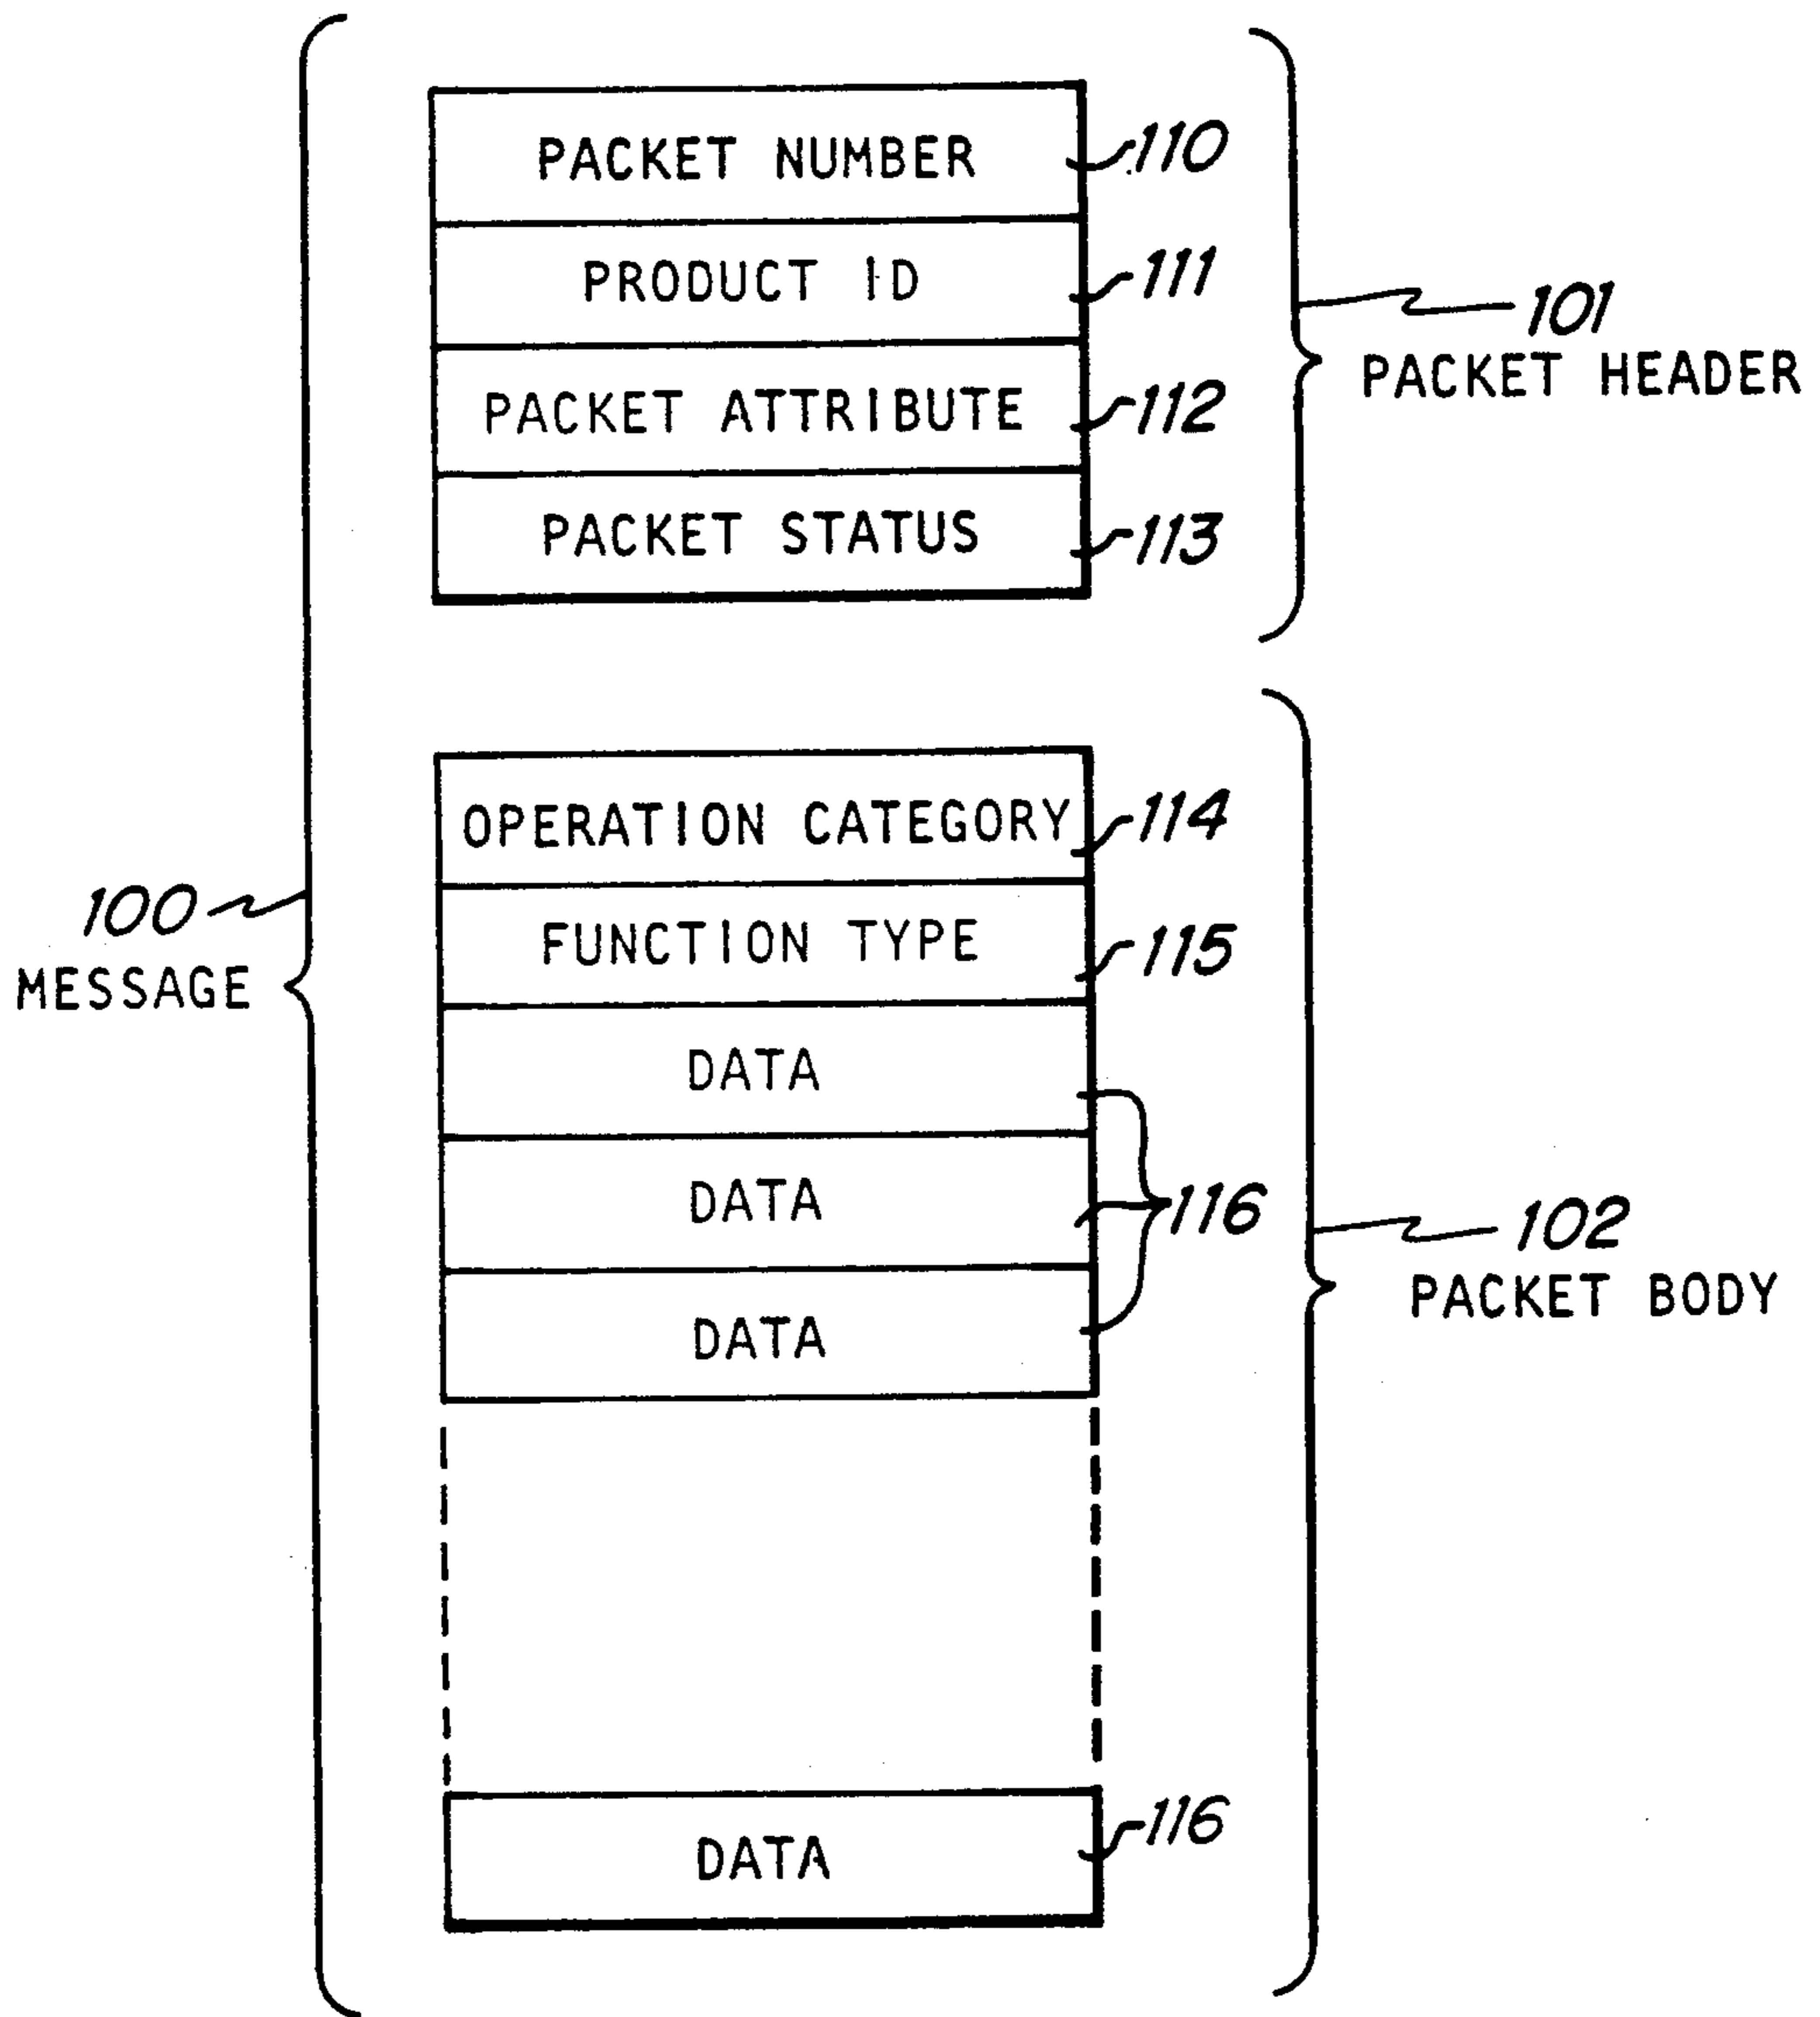 PACKET NUMBER 110
PRODUCT ID 111
101
PACKET HEADER
PACKET ATTRIBUTE 112
PACKET STATUS 113
OPERATION CATEGORY 114
100
MESSAGE
FUNCTION TYPE 115
DATA
DATA 116
102
PACKET BODY
DATA
DATA 116